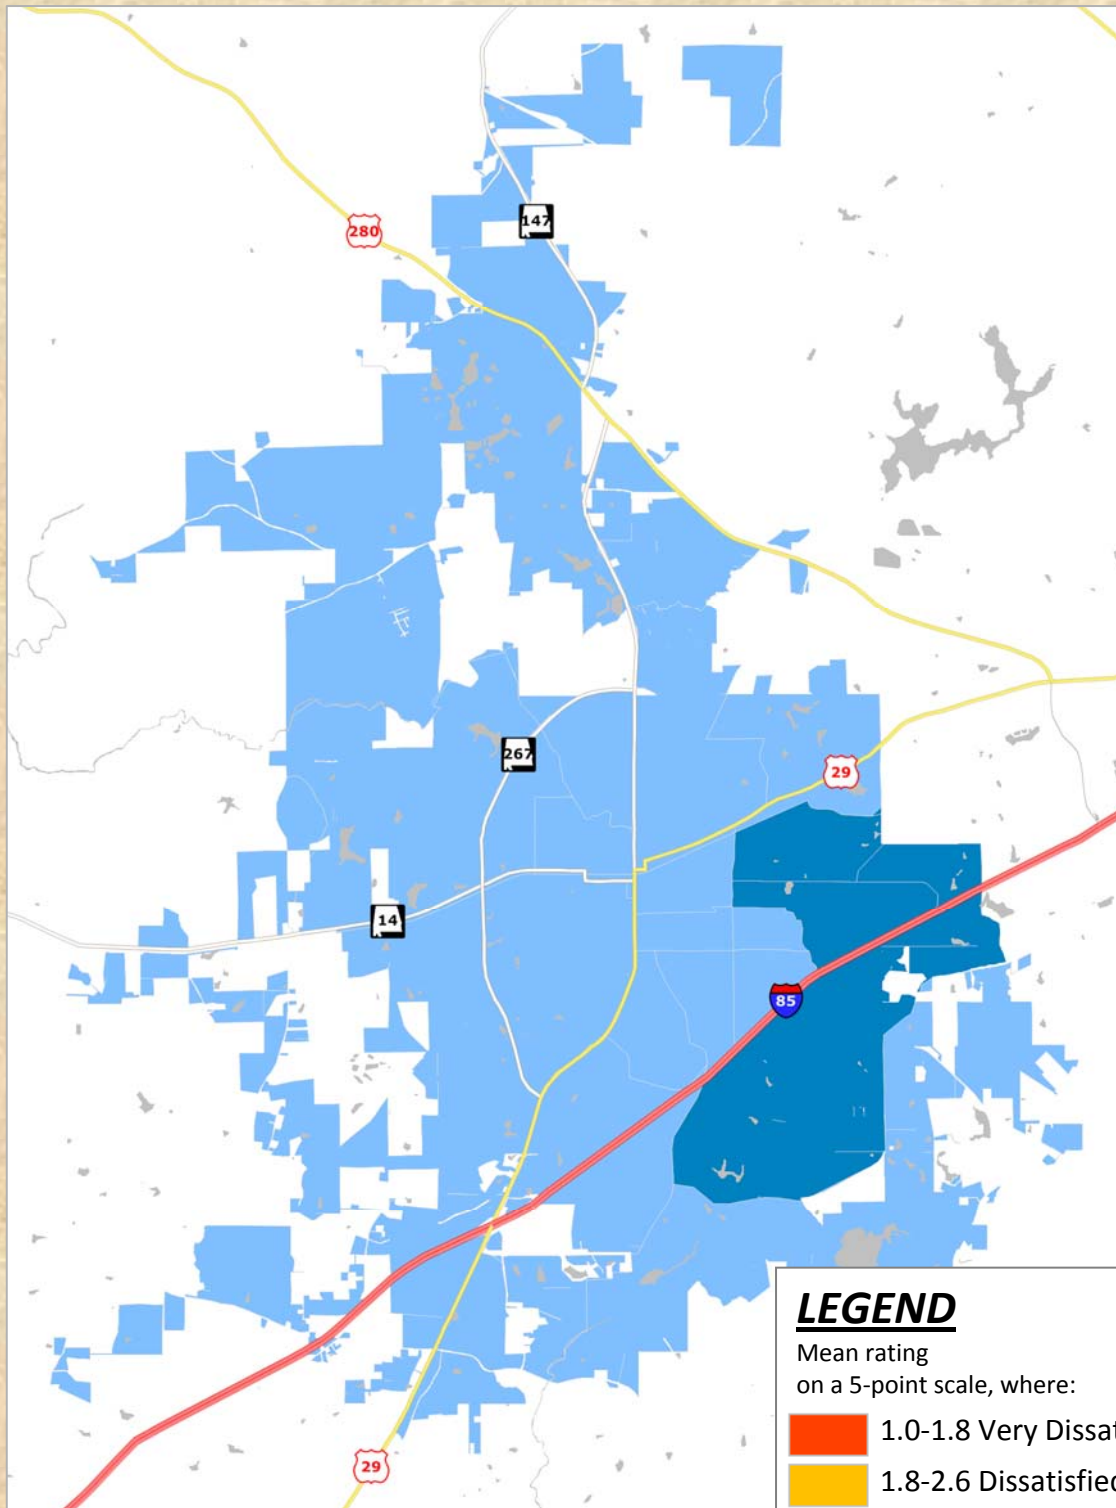 147
280
267
29
14
85
29
LEGEND
Mean rating
on a 5-point scale, where:
1.0-1.8 Very Dissat
1.8-2.6 Dissatisfied